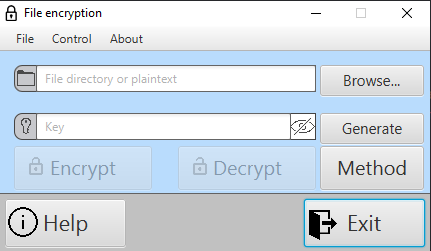 File encryption
File Control About
File directory or plaintext Browse...
Key Generate
Encrypt Decrypt Method
Help Exit